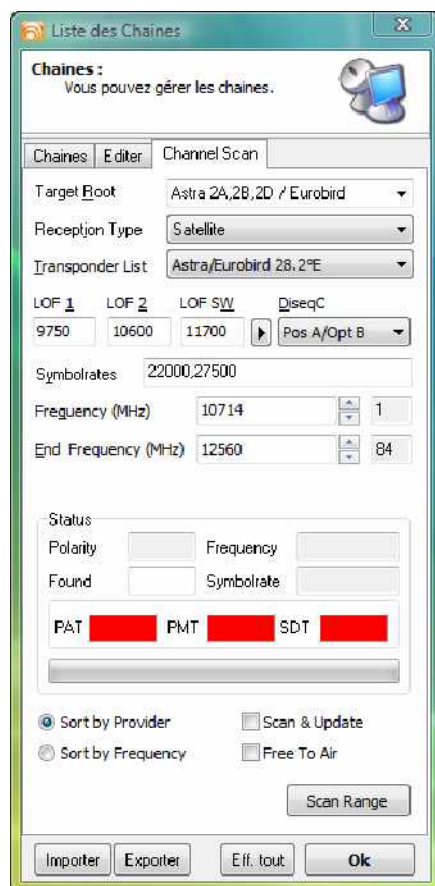 Liste des Chaines
Chaines :
Vous pouvez gérer les chaines.
Chaines Editer Channel Scan
Target Root Astra 2A,2B,2D / Eurobird
Reception Type Satellite
Transponder List Astra/Eurobird 28.2°E
LOF 1 LOF 2 LOF SW DiseqC
9750 10600 11700 Pos A/Opt B
Symbolrates 22000,27500
Frequency (MHz) 10714 1
End Frequency (MHz) 12560 84
Status
Polarity Frequency
Found Symbolrate
PAT PMT SDT
Sort by Provider Scan & Update
Sort by Frequency Free To Air
Scan Range
Importer Exporter Eff. tout Ok